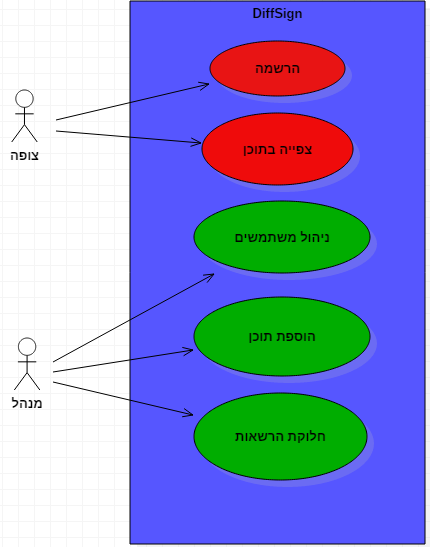 DiffSign
הרשמה
צפייה בתוכן
צופה
ניהול משתמשים
הוספת תוכן
מנהל
חלוקת הרשאות